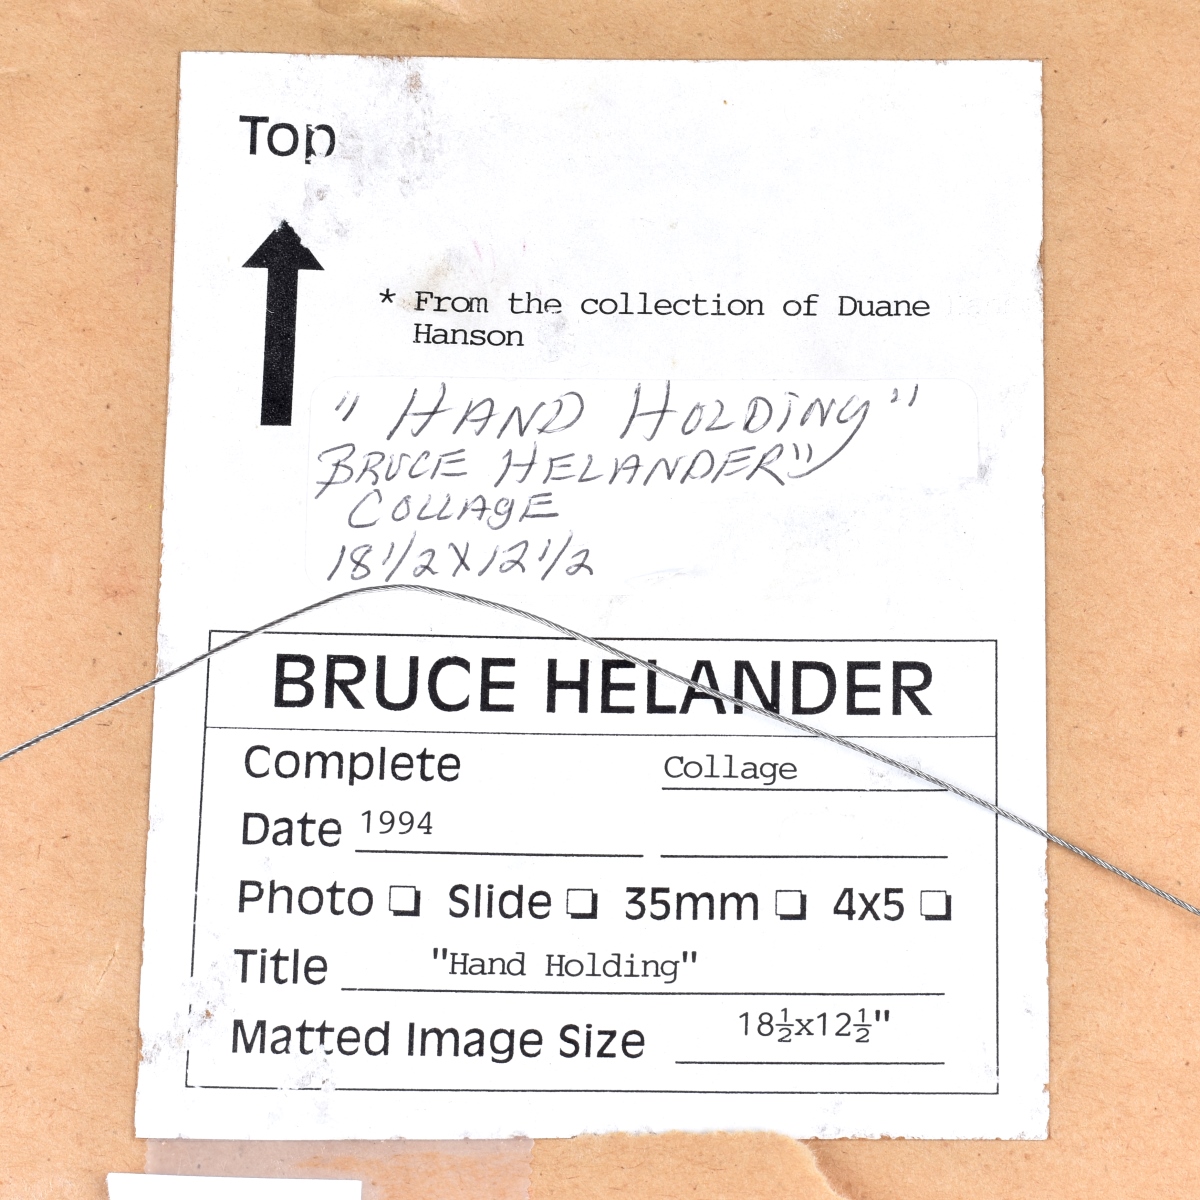 Top
* From the collection of Duane
Hanson
" HAND HOLDING"
BRUCE HELANDER"
COLLAGE
18 1/2 X 12 1/2
BRUCE HELANDER
Complete Collage
Date 1994
Photo ❏ Slide ❏ 35mm ❏ 4x5 ❏
Title "Hand Holding"
Matted Image Size 18½x12½"